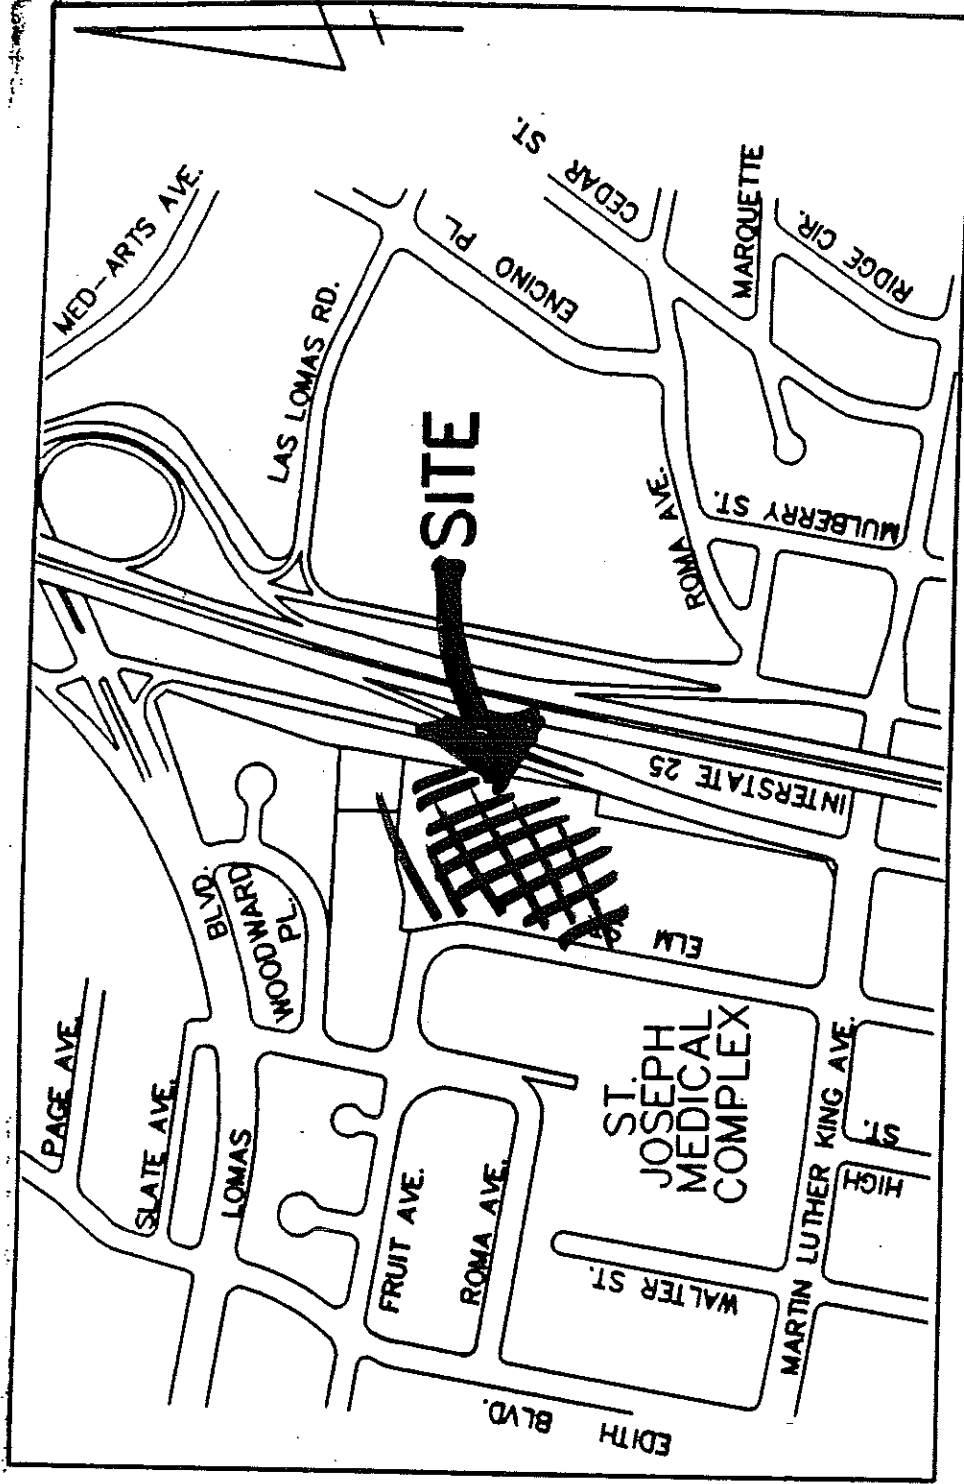 MED-ARTS AVE.
LAS LOMAS RD.
ENCINO PL
CEDAR ST.
MARQUETTE
RIDGE CIR.
SITE
ROMA AVE.
MULBERRY ST.
INTERSTATE 25
BLVD.
WOODWARD
PL.
ELM ST.
PAGE AVE.
SLATE AVE.
LOMAS
FRUIT AVE.
ROMA AVE.
ST.
JOSEPH
MEDICAL
COMPLEX
MARTIN LUTHER KING AVE.
HIGH ST.
WALTER ST.
EDITH BLVD.